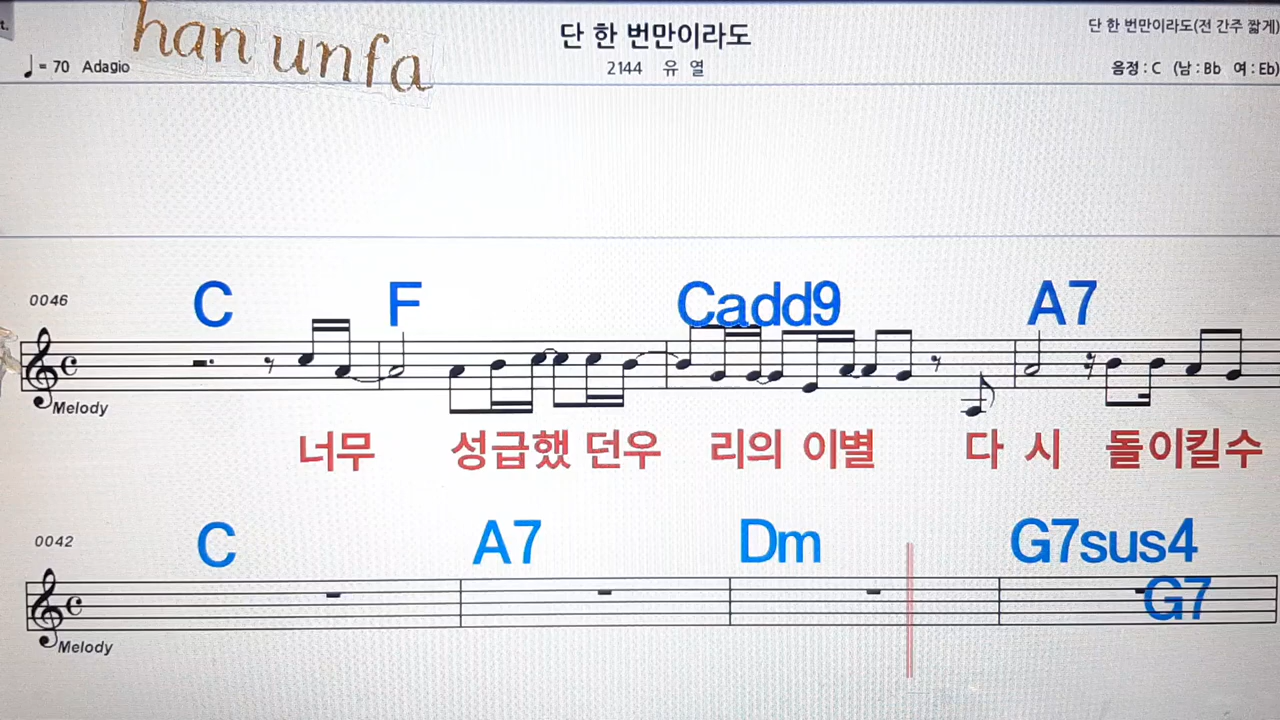 t.
han unfa
단 한 번만이라도
단 한 번만이라도(전 간주 짧게)
♩= 70 Adagio
2144 유 열
음정 : C (남 : Bb 여 : Eb)
0046
C F Cadd9 A7
Melody
너무 성급했 던우 리의 이별 다 시 돌이킬수
0042
C A7 Dm G7sus4
G7
Melody